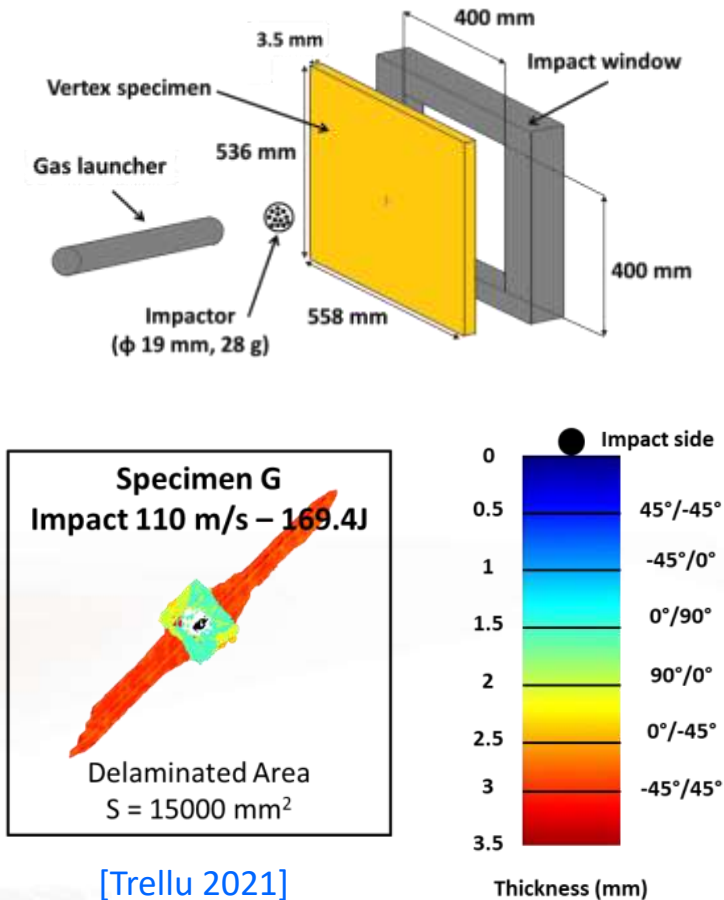 400 mm
3.5 mm
Impact window
Vertex specimen
536 mm
Gas launcher
400 mm
Impactor
(ϕ 19 mm, 28 g)
558 mm
Specimen G
Impact 110 m/s – 169.4J
Delaminated Area
S = 15000 mm²
[Trellu 2021]
Impact side
0
0.5
45°/-45°
1
-45°/0°
1.5
0°/90°
2
90°/0°
2.5
0°/-45°
3
-45°/45°
3.5
Thickness (mm)